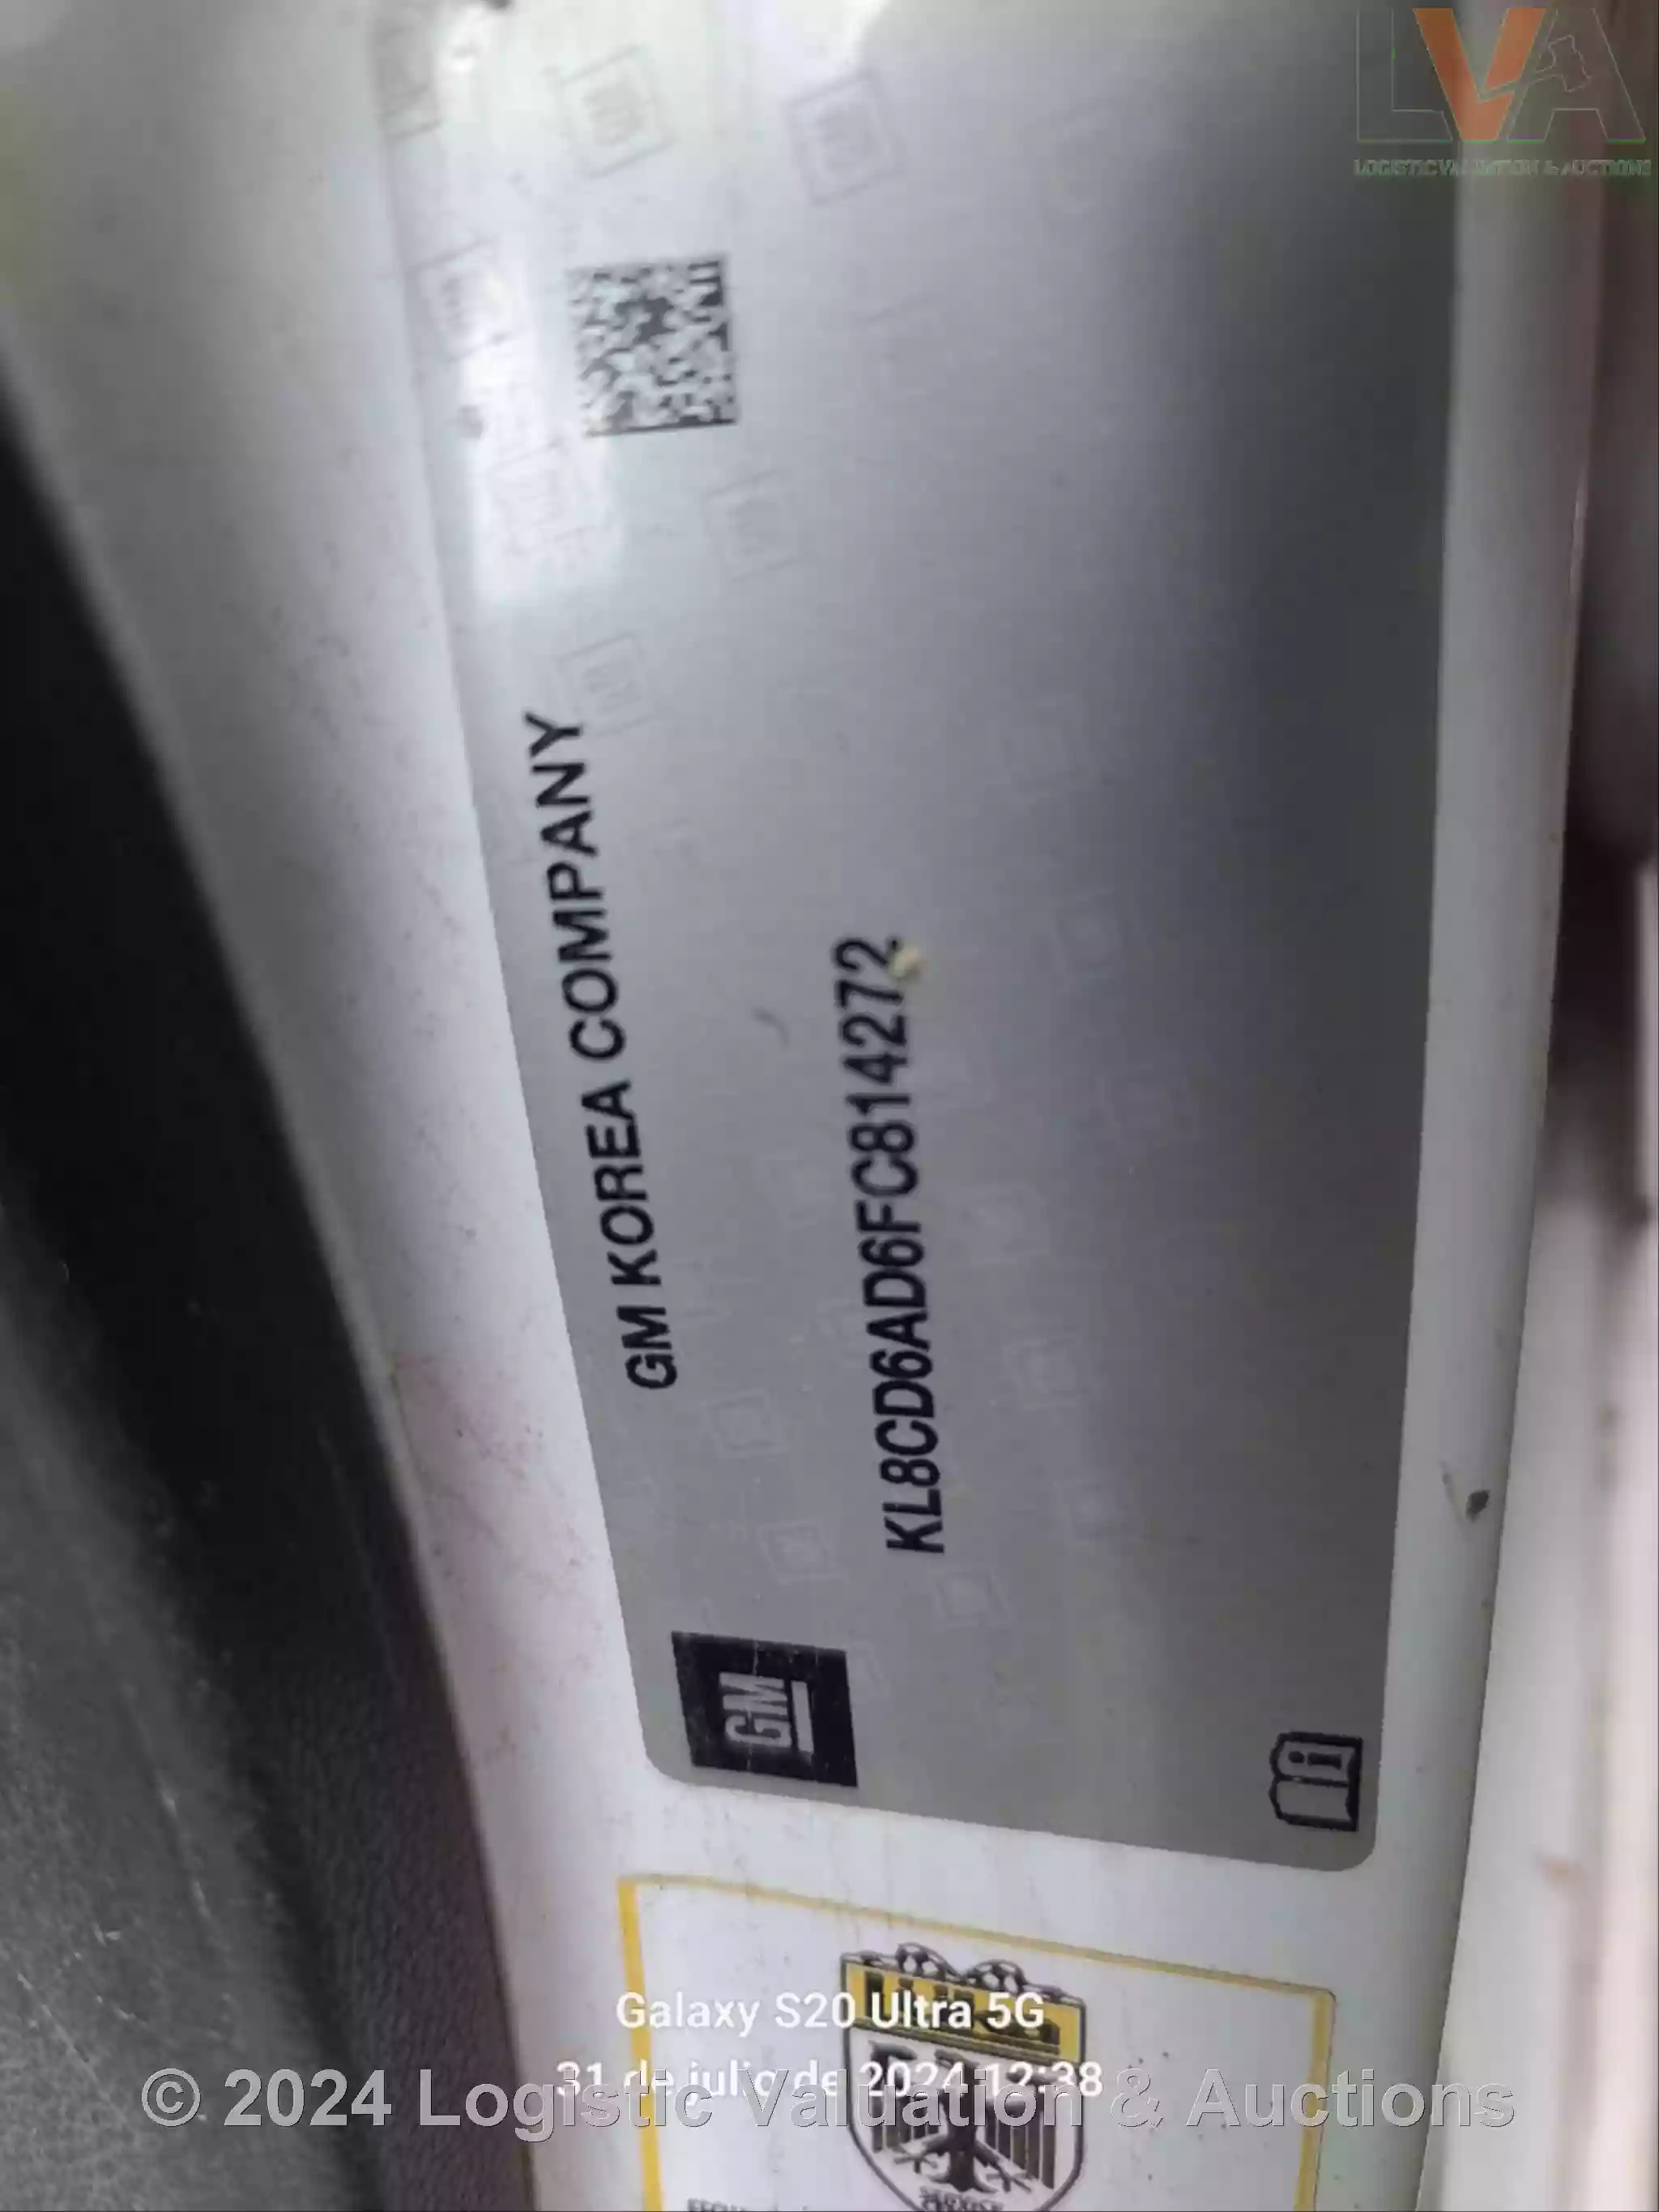 LVA
LOGISTIC VALUATION & AUCTIONS
GM KOREA COMPANY
KL8CD6AD6FC814272
GM
Galaxy S20 Ultra 5G
31 de julio de 2024 12:38
© 2024 Logistic Valuation & Auctions